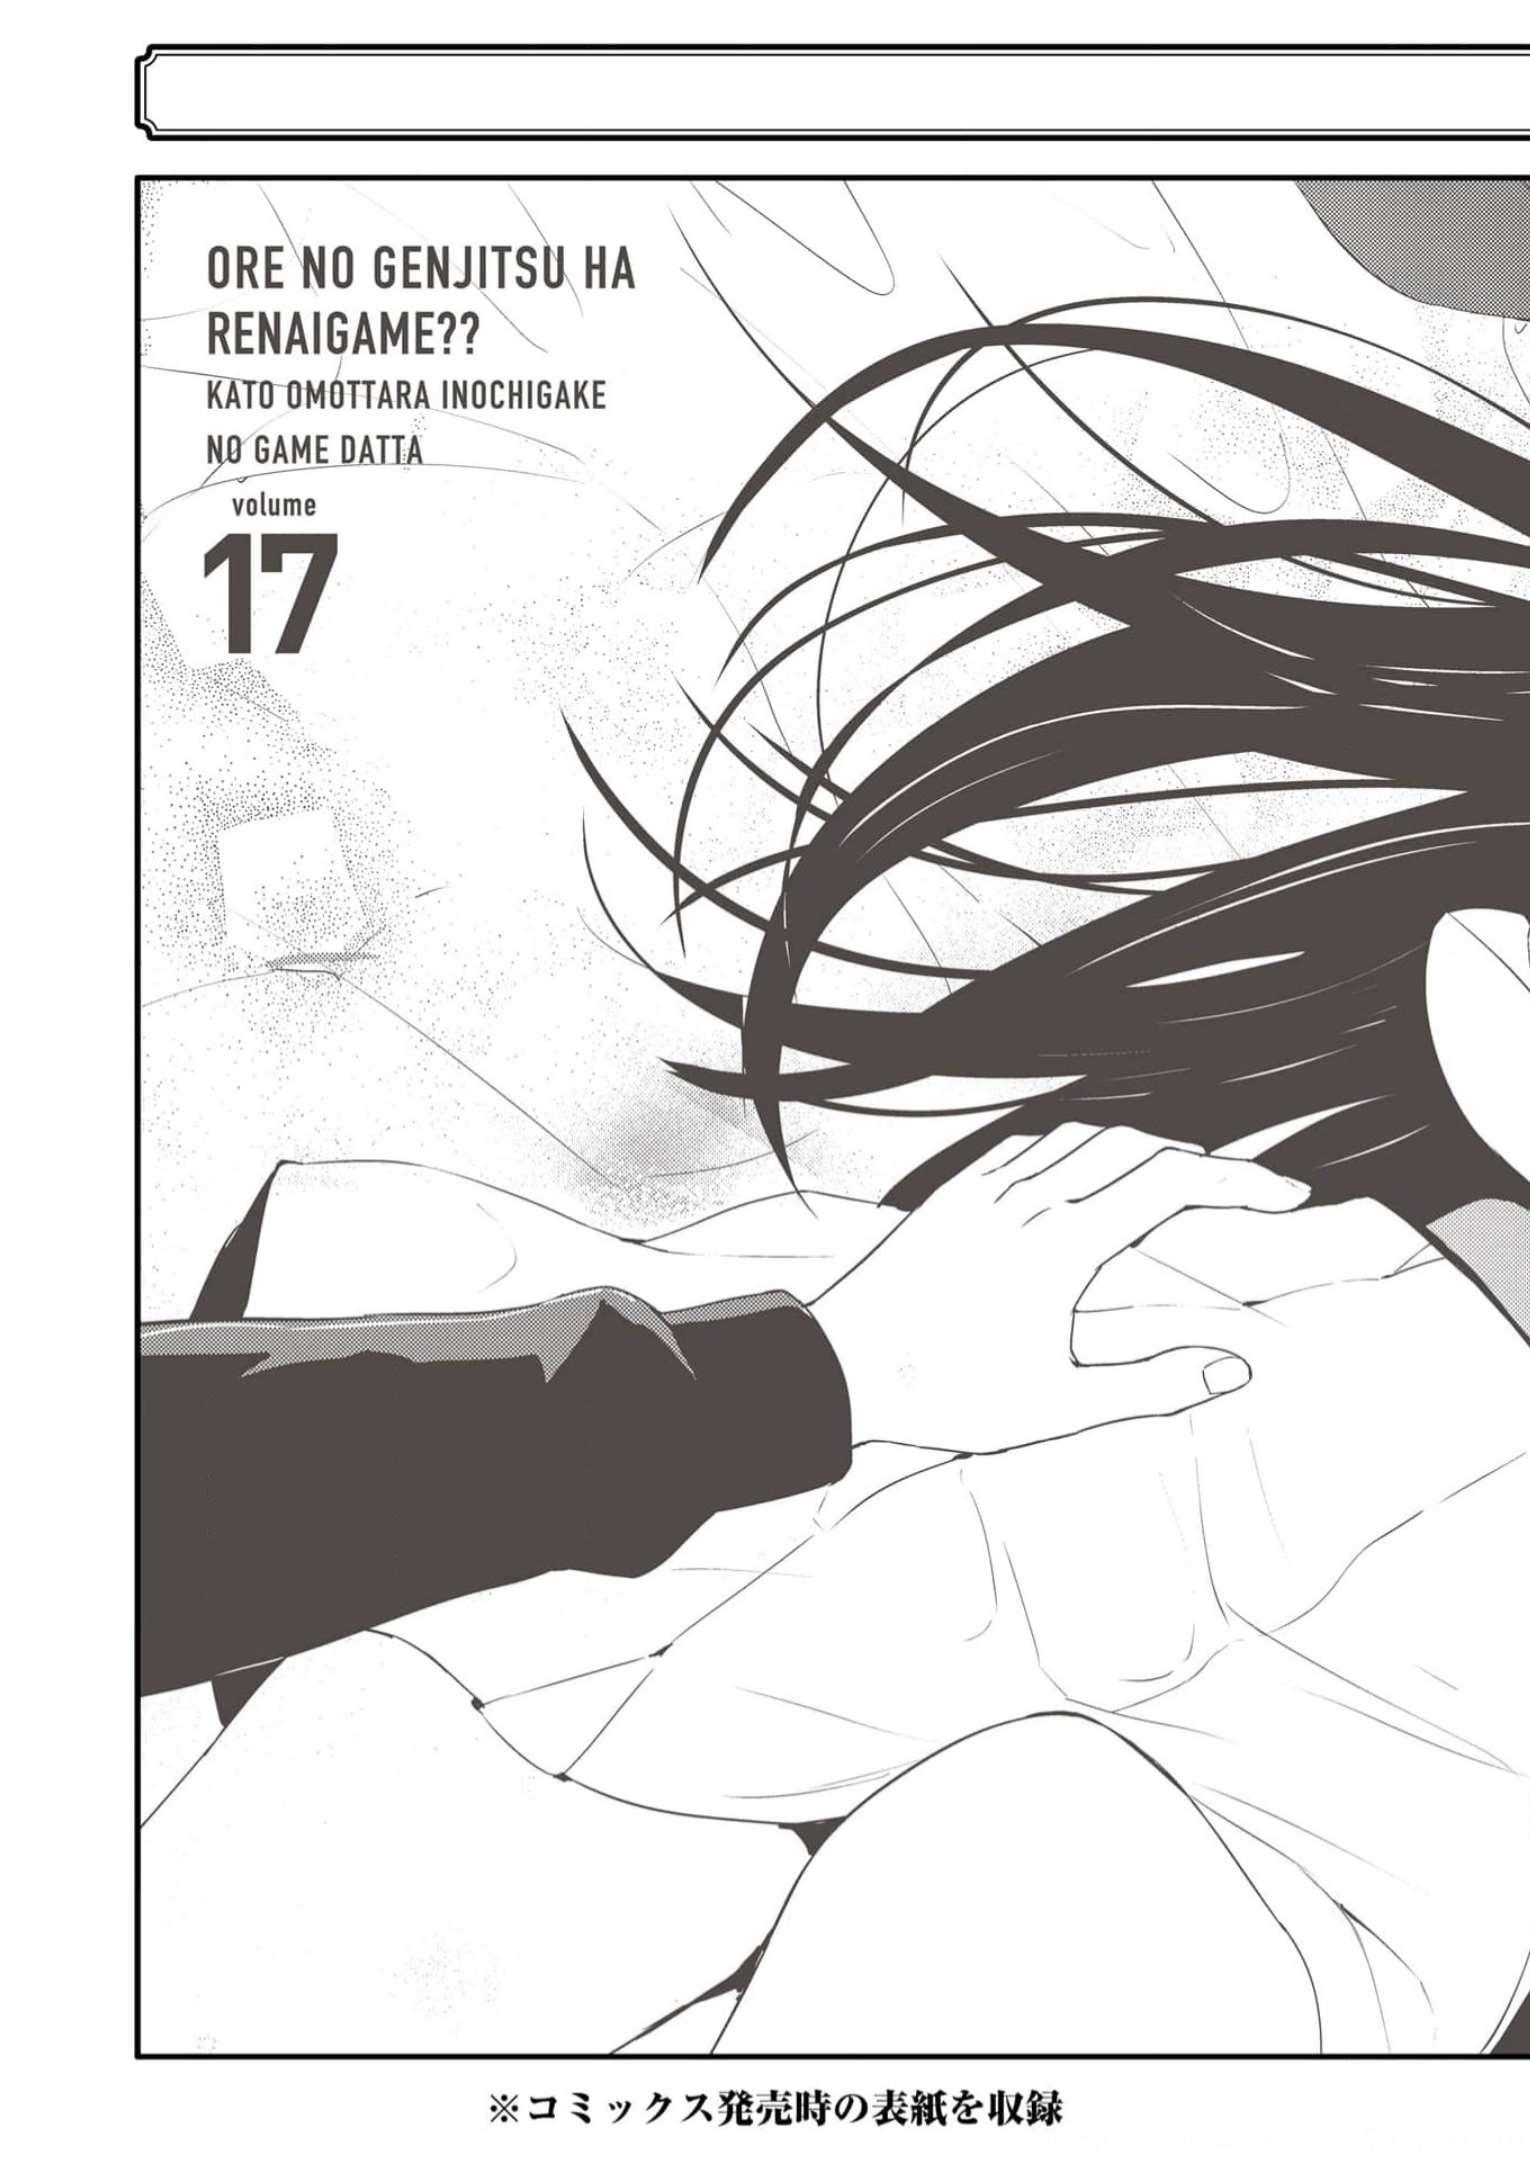 ORE NO GENJITSU HA
RENAIGAME??
KATO OMOTTARA INOCHIGAKE
NO GAME DATTA
volume
17
※コミックス発売時の表紙を収録